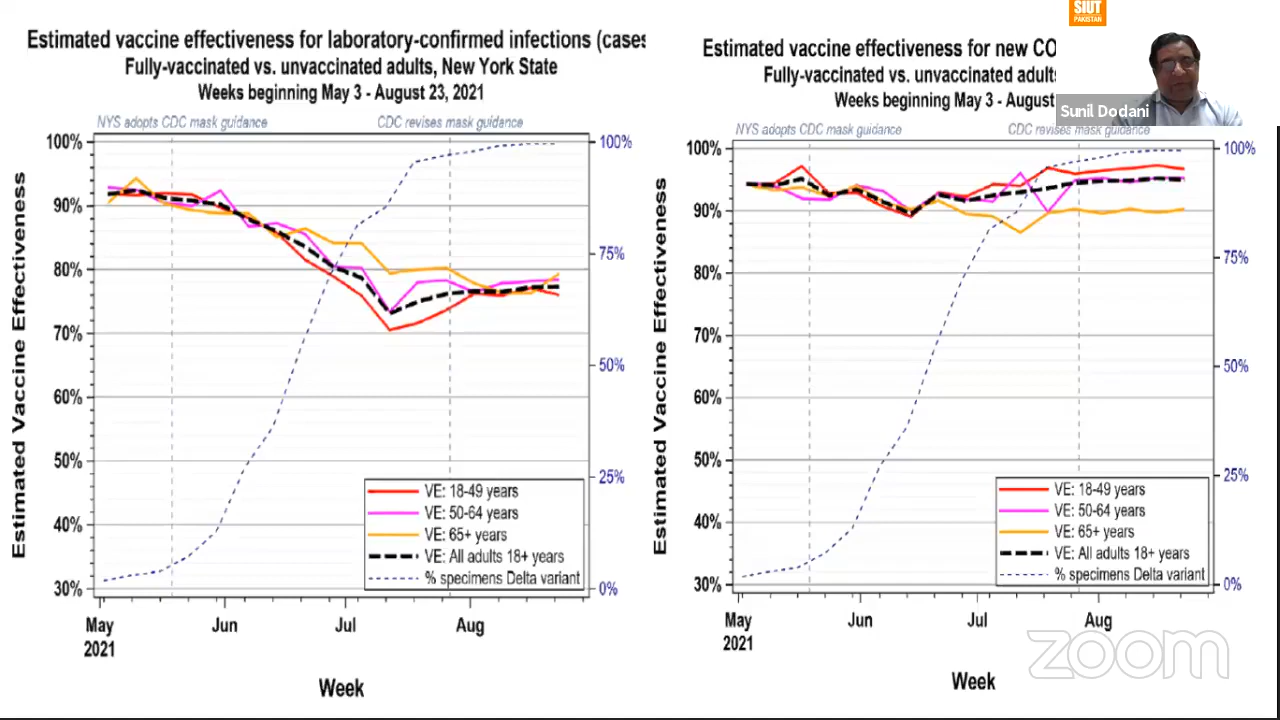 SIUT
PAKISTAN
Sunil Dodani
Estimated vaccine effectiveness for laboratory-confirmed infections (cases
Fully-vaccinated vs. unvaccinated adults, New York State
Weeks beginning May 3 - August 23, 2021
NYS adopts CDC mask guidance
CDC revises mask guidance
100%
90%
80%
70%
60%
50%
40%
30%
Estimated Vaccine Effectiveness
100%
75%
50%
25%
0%
VE: 18-49 years
VE: 50-64 years
VE: 65+ years
VE: All adults 18+ years
% specimens Delta variant
May
2021
Jun
Jul
Aug
Week
Estimated vaccine effectiveness for new CO
Fully-vaccinated vs. unvaccinated adults
Weeks beginning May 3 - August
NYS adopts CDC mask guidance
CDC revises mask guidance
100%
90%
80%
70%
60%
50%
40%
30%
Estimated Vaccine Effectiveness
100%
75%
50%
25%
0%
VE: 18-49 years
VE: 50-64 years
VE: 65+ years
VE: All adults 18+ years
% specimens Delta variant
May
2021
Jun
Jul
Aug
Week
zoom